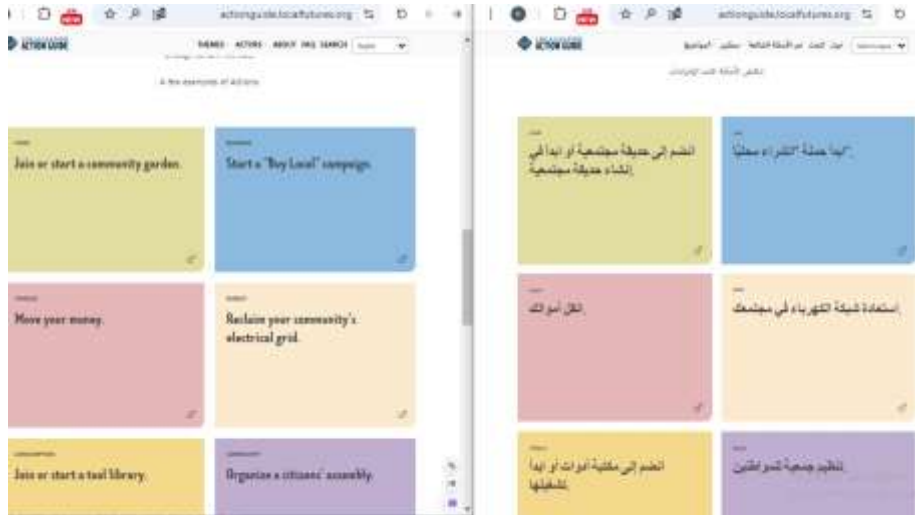 actionguide.localfutures.org
ACTION GUIDE
THEMES ACTORS ABOUT FAQ SEARCH
A few examples of Actions
Join or start a community garden.
Start a "Buy Local" campaign.
Move your money.
Reclaim your community's
electrical grid.
Join or start a tool library.
Organize a citizens' assembly.
actionguide.localfutures.org
ACTION GUIDE
انضم إلى حديقة مجتمعية أو ابدأ في
إنشاء حديقة مجتمعية.
ابدأ حملة "الشراء محليًا".
انقل أموالك.
استعادة شبكة الكهرباء في مجتمعك.
انضم إلى مكتبة أدوات أو ابدأ
تشغيلها.
تنظيم جمعية للمواطنين.